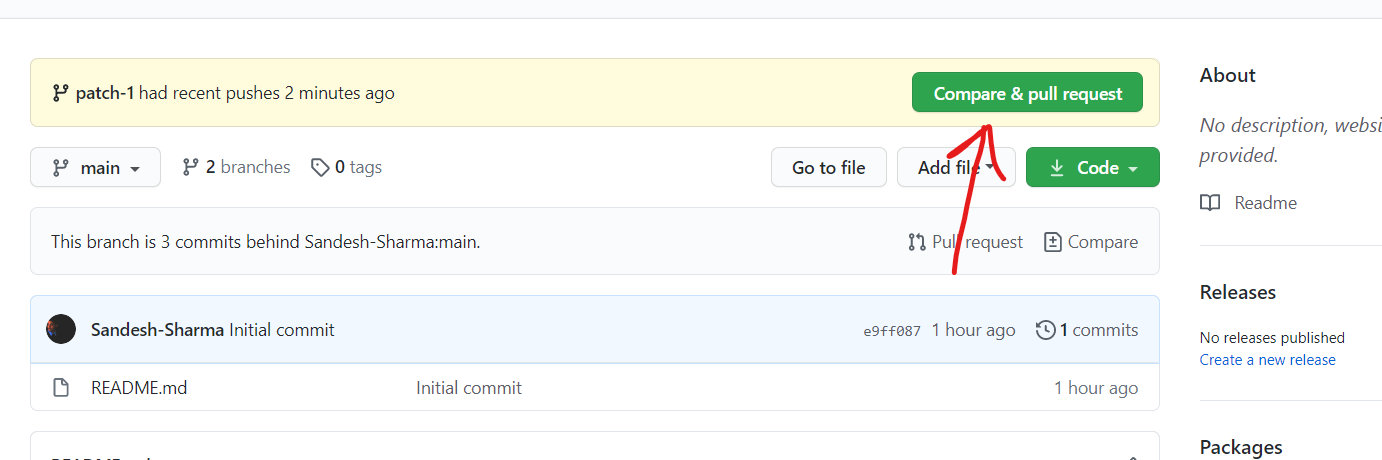 patch-1 had recent pushes 2 minutes ago
Compare & pull request
main
2 branches
0 tags
Go to file
Add file
Code
This branch is 3 commits behind Sandesh-Sharma:main.
Pull request
Compare
Sandesh-Sharma Initial commit
e9ff087 1 hour ago
1 commits
README.md
Initial commit
1 hour ago
About
No description, websi
provided.
Readme
Releases
No releases published
Create a new release
Packages